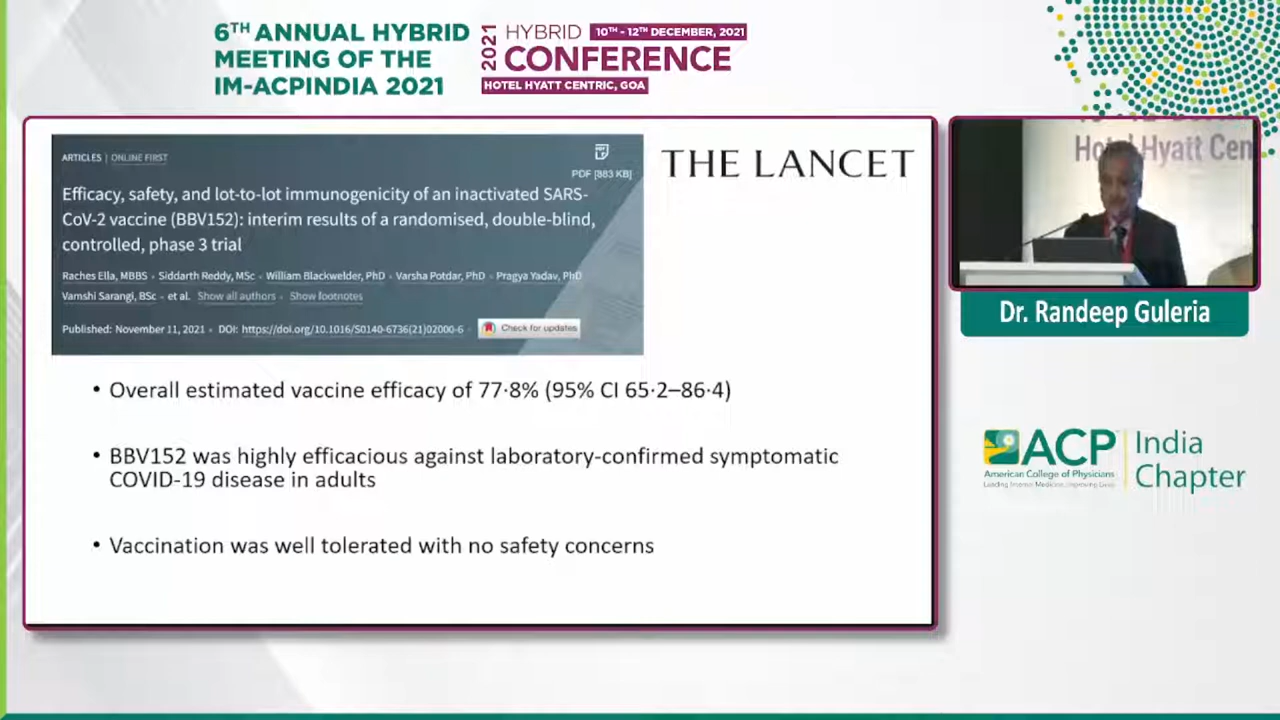 6TH ANNUAL HYBRID
MEETING OF THE
IM-ACPINDIA 2021
2021
HYBRID
10TH - 12TH DECEMBER, 2021
CONFERENCE
HOTEL HYATT CENTRIC, GOA
ARTICLES | ONLINE FIRST
PDF [883 KB]
Efficacy, safety, and lot-to-lot immunogenicity of an inactivated SARS-
CoV-2 vaccine (BBV152): interim results of a randomised, double-blind,
controlled, phase 3 trial
Raches Ella, MBBS • Siddarth Reddy, MSc • William Blackwelder, PhD • Varsha Potdar, PhD • Pragya Yadav, PhD
Vamshi Sarangi, BSc • et al. Show all authors • Show footnotes
Published: November 11, 2021 • DOI: https://doi.org/10.1016/S0140-6736(21)02000-6 •
Check for updates
THE LANCET
• Overall estimated vaccine efficacy of 77·8% (95% CI 65·2–86·4)
• BBV152 was highly efficacious against laboratory-confirmed symptomatic
COVID-19 disease in adults
• Vaccination was well tolerated with no safety concerns
Hyatt Cen
Dr. Randeep Guleria
ACP
American College of Physicians
Leading Internal Medicine, Improving Lives
India
Chapter